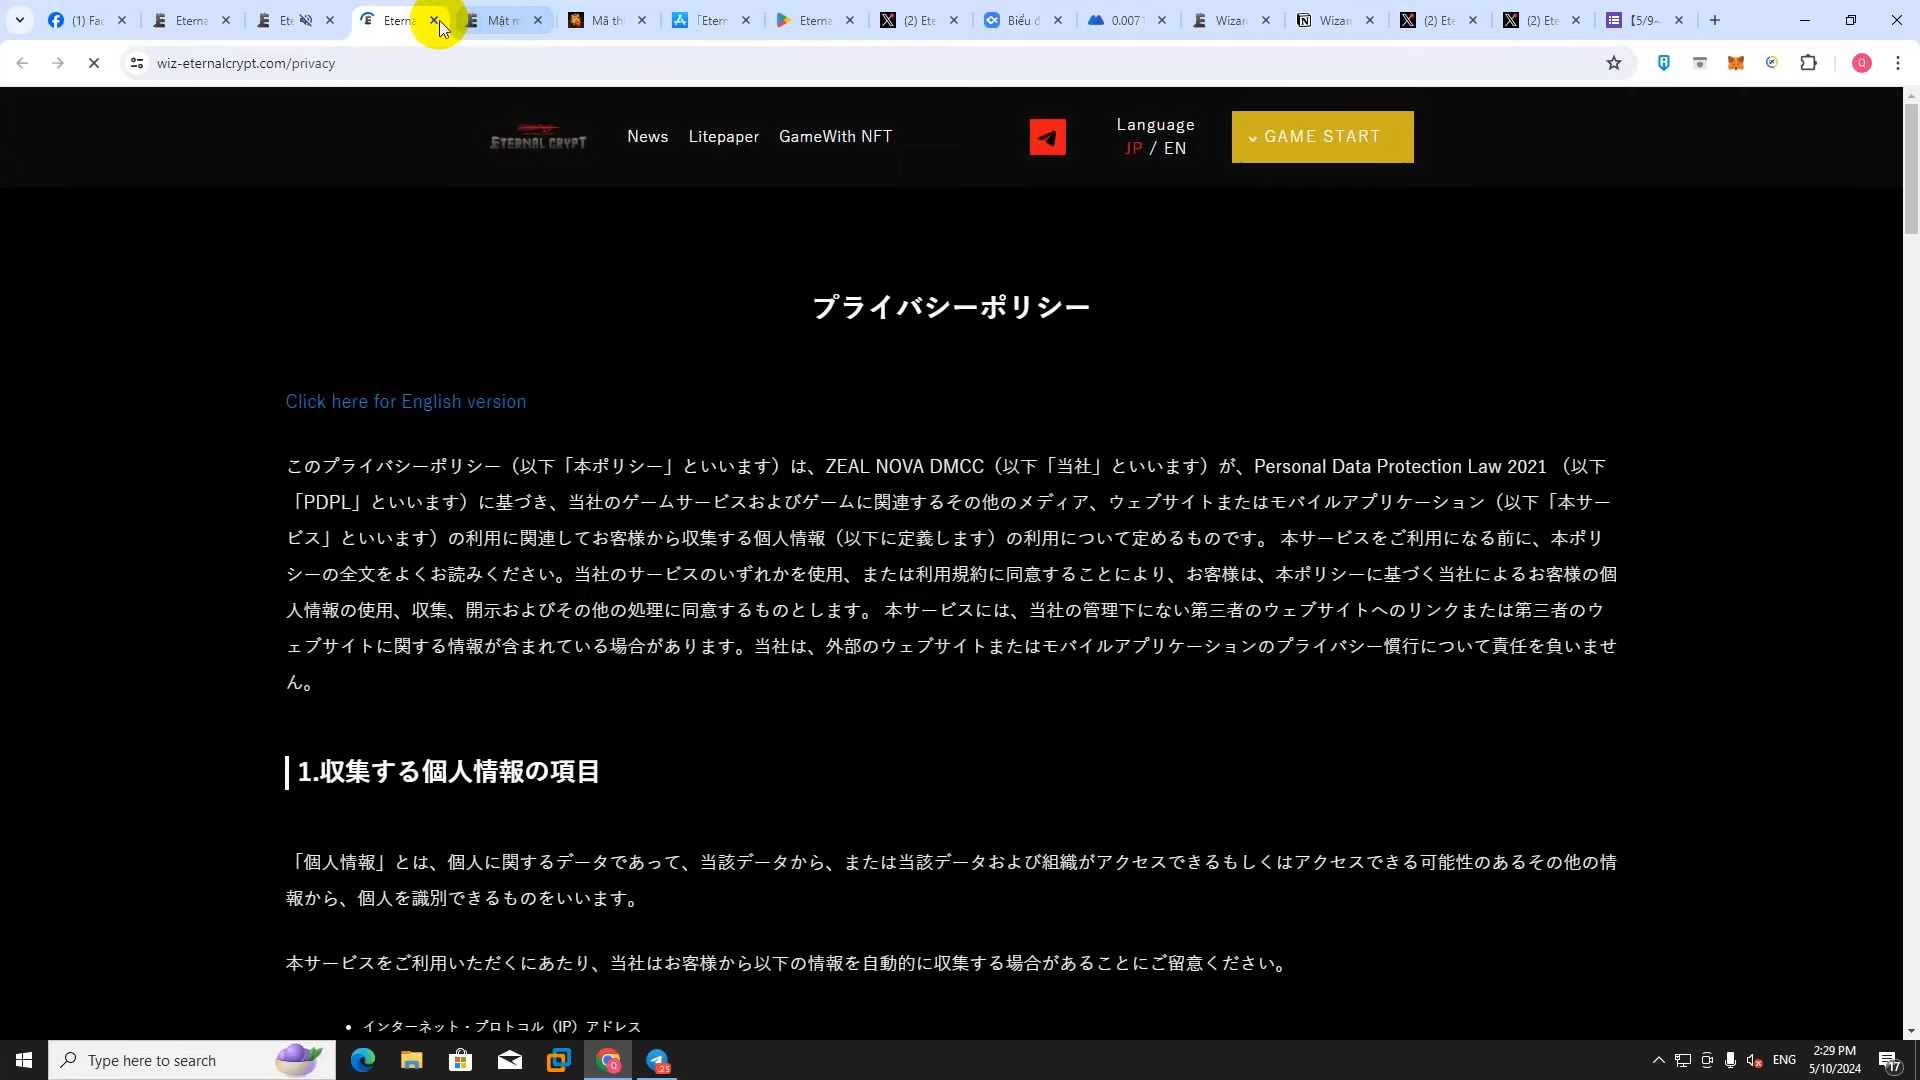 (1) Fac
Eterna
Ete
Eterna
Mật m
Mã th
「Etern
Eterna
(2) Ete
Biểu đ
0.007
Wizar
Wizar
(2) Ete
(2) Ete
【5/9~
wiz-eternalcrypt.com/privacy
ETERNAL CRYPT
News
Litepaper
GameWith NFT
Language
JP / EN
GAME START
プライバシーポリシー
Click here for English version
このプライバシーポリシー（以下「本ポリシー」といいます）は、ZEAL NOVA DMCC（以下「当社」といいます）が、Personal Data Protection Law 2021 （以下
「PDPL」といいます）に基づき、当社のゲームサービスおよびゲームに関連するその他のメディア、ウェブサイトまたはモバイルアプリケーション（以下「本サー
ビス」といいます）の利用に関連してお客様から収集する個人情報（以下に定義します）の利用について定めるものです。 本サービスをご利用になる前に、本ポリ
シーの全文をよくお読みください。当社のサービスのいずれかを使用、または利用規約に同意することにより、お客様は、本ポリシーに基づく当社によるお客様の個
人情報の使用、収集、開示およびその他の処理に同意するものとします。 本サービスには、当社の管理下にない第三者のウェブサイトへのリンクまたは第三者のウ
ェブサイトに関する情報が含まれている場合があります。当社は、外部のウェブサイトまたはモバイルアプリケーションのプライバシー慣行について責任を負いませ
ん。
1.収集する個人情報の項目
「個人情報」とは、個人に関するデータであって、当該データから、または当該データおよび組織がアクセスできるもしくはアクセスできる可能性のあるその他の情
報から、個人を識別できるものをいいます。
本サービスをご利用いただくにあたり、当社はお客様から以下の情報を自動的に収集する場合があることにご留意ください。
• インターネット・プロトコル（IP）アドレス
Type here to search
25
ENG
2:29 PM
5/10/2024
17